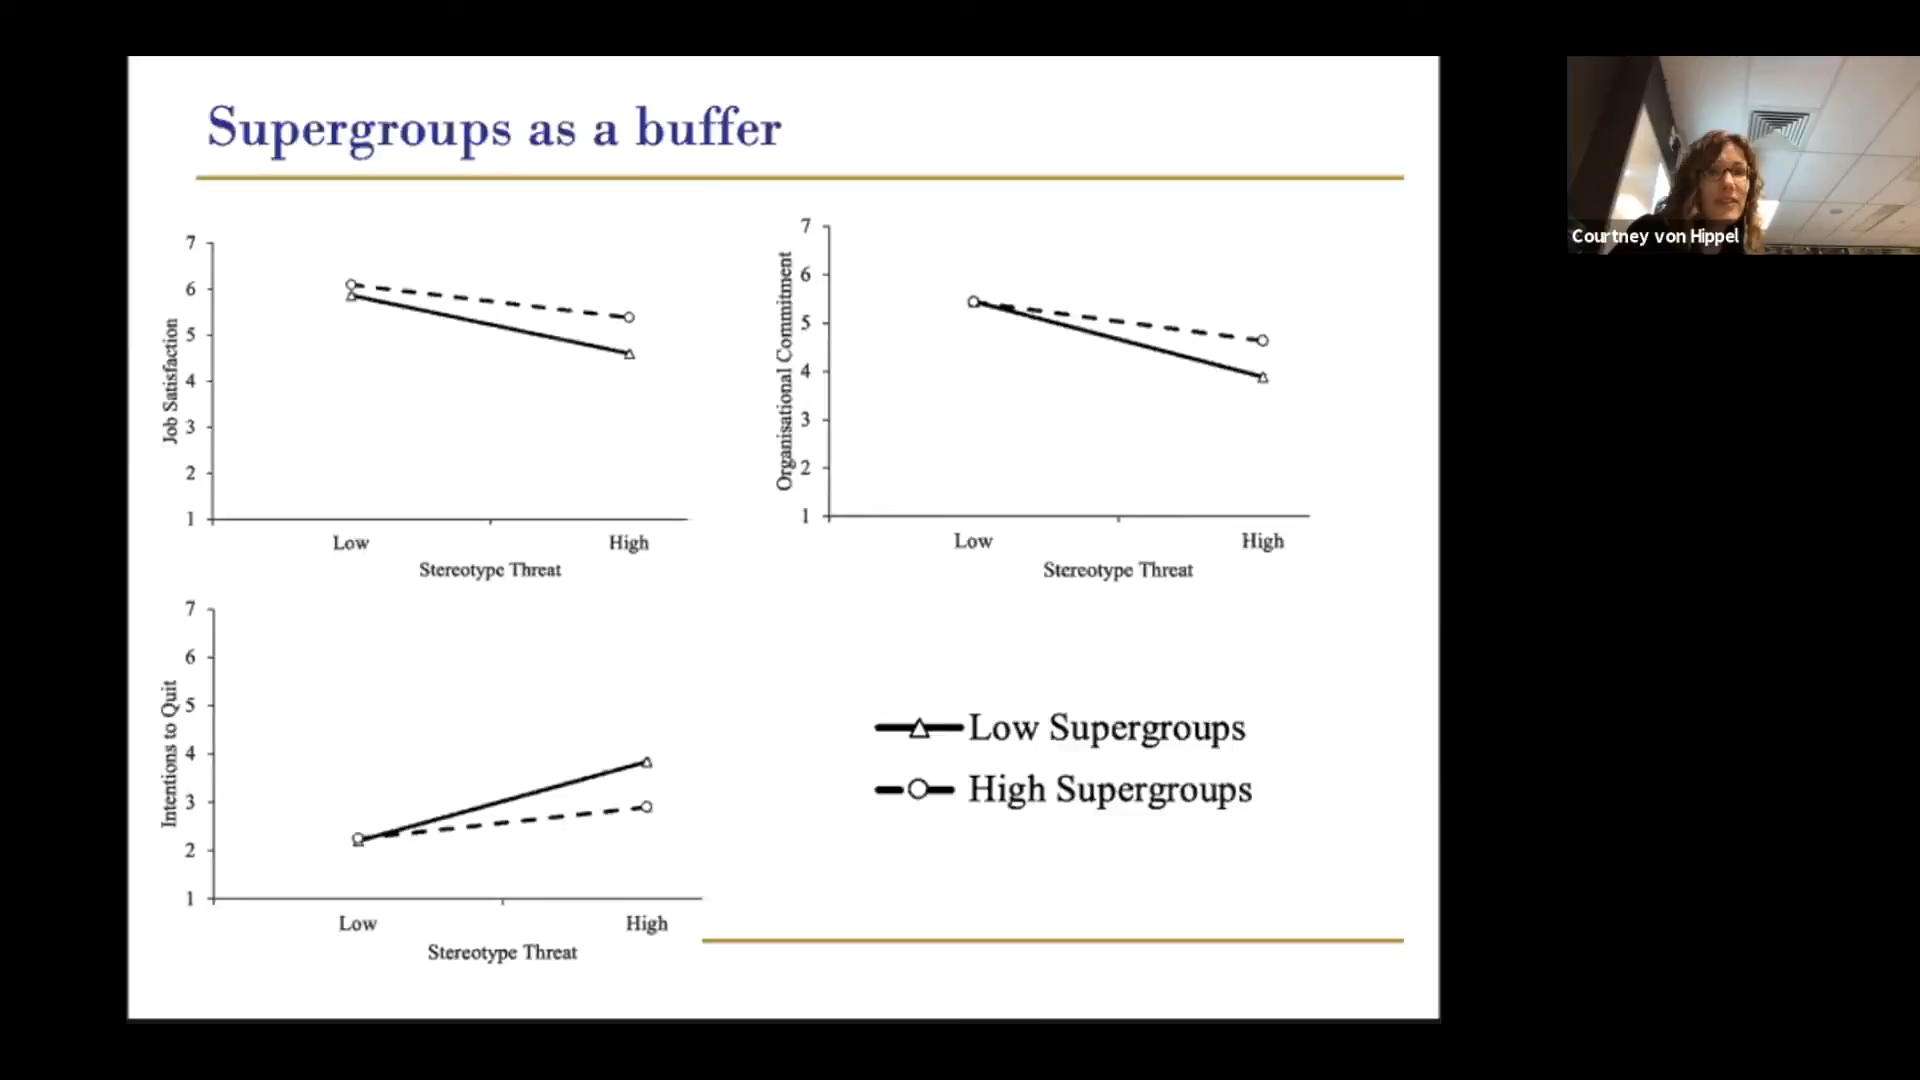 Supergroups as a buffer
Courtney von Hippel
7
6
5
4
3
2
1
Job Satisfaction
Low
High
Stereotype Threat
7
6
5
4
3
2
1
Organisational Commitment
Low
High
Stereotype Threat
7
6
5
4
3
2
1
Intentions to Quit
Low
High
Stereotype Threat
Low Supergroups
High Supergroups